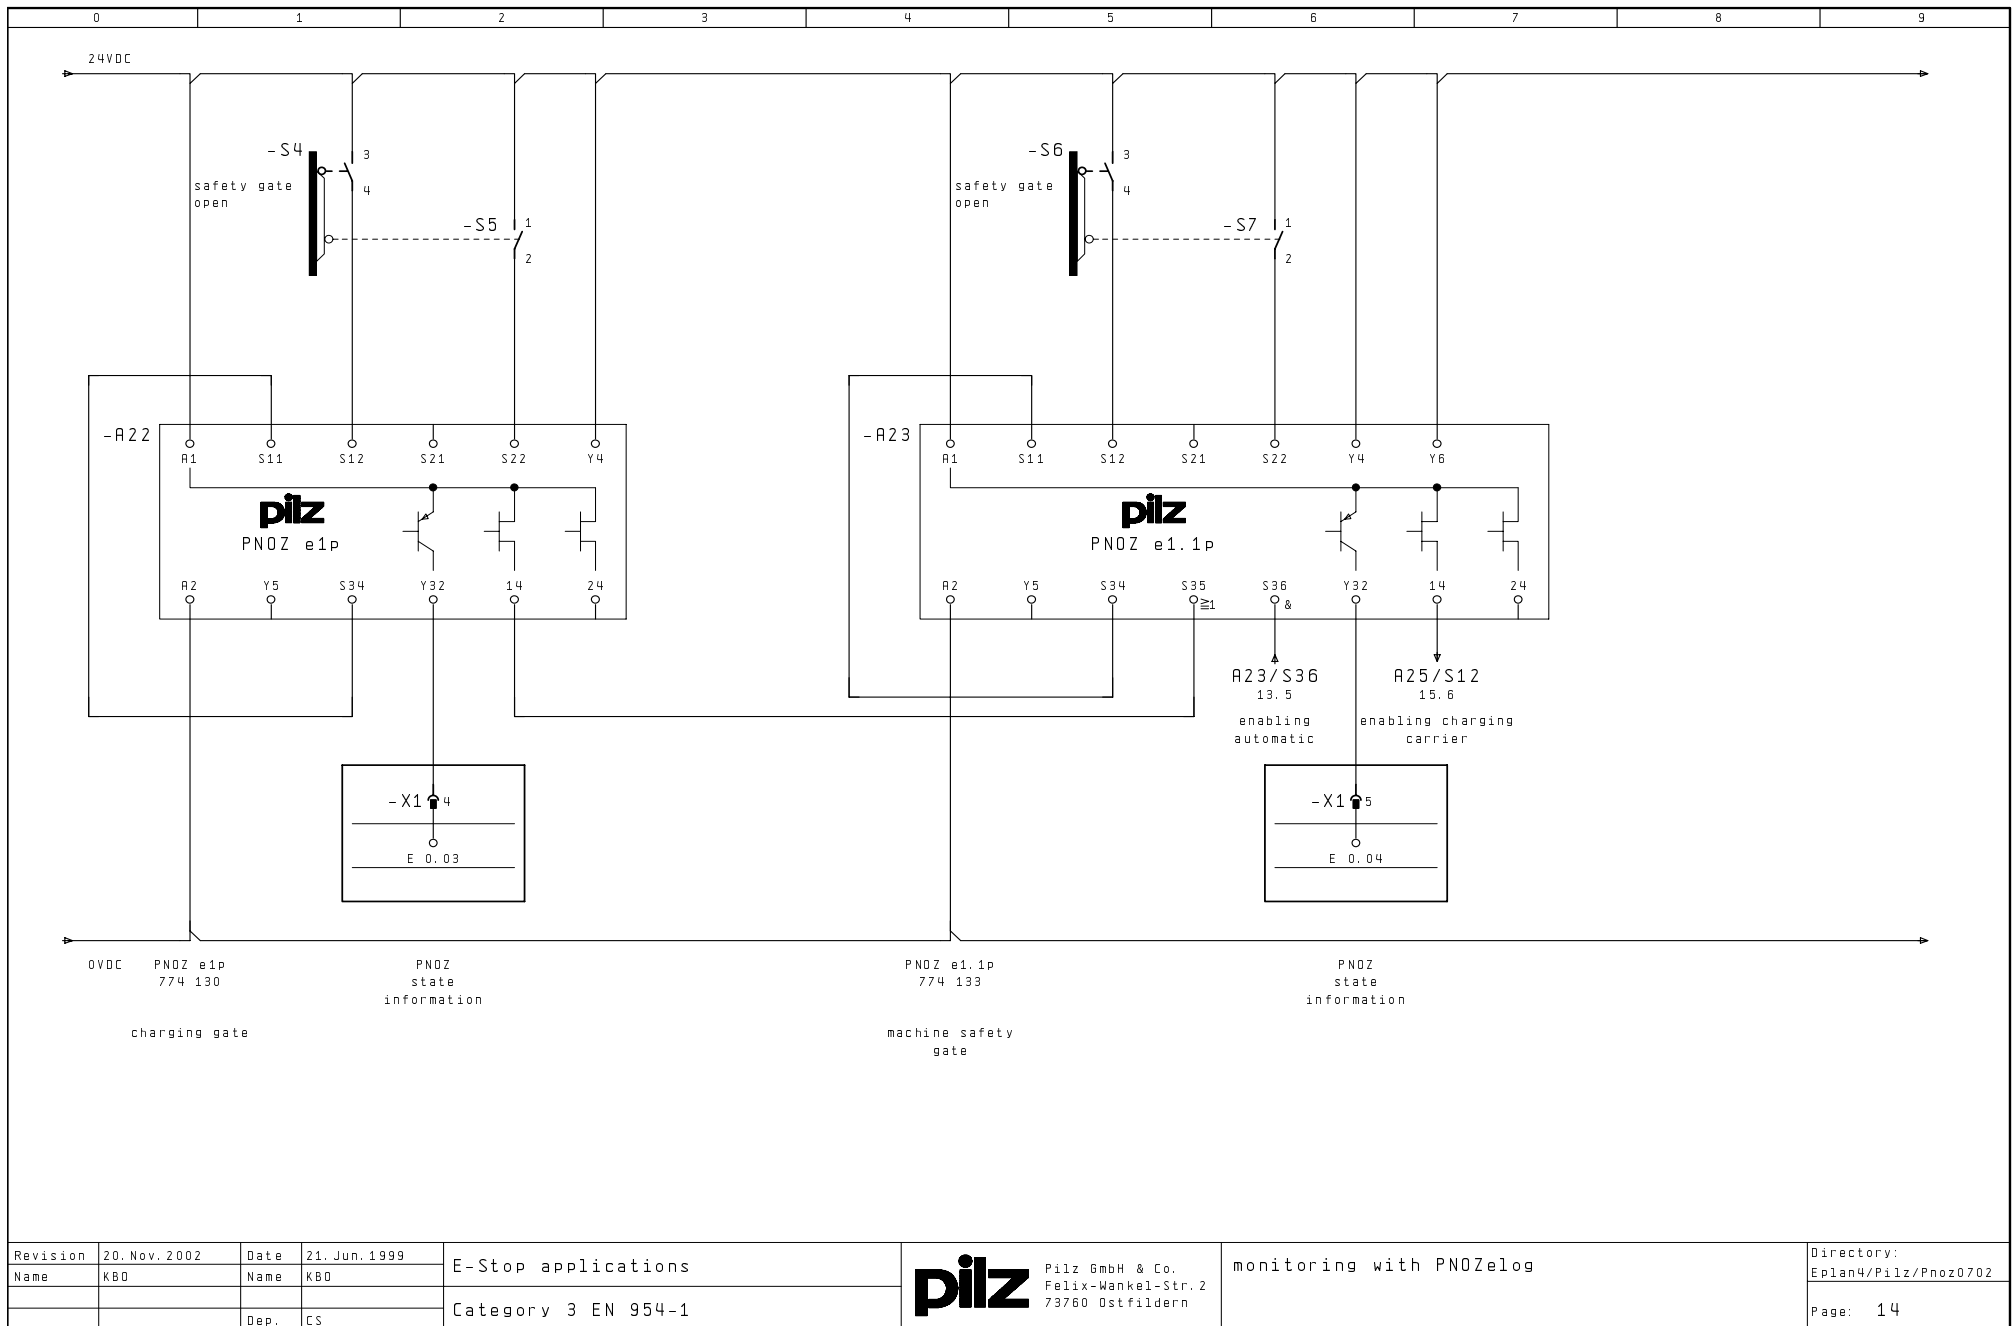 0 1 2 3 4 5 6 7 8 9
24VDC
-S4 3
4
safety gate
open
-S5 1
2
-S6 3
4
safety gate
open
-S7 1
2
-A22
A1 S11 S12 S21 S22 Y4
pilz
PNOZ e1p
A2 Y5 S34 Y32 14 24
-A23
A1 S11 S12 S21 S22 Y4 Y6
pilz
PNOZ e1.1p
A2 Y5 S34 S35 S36 Y32 14 24
≧1 &
A23/S36
13.5
enabling
automatic
A25/S12
15.6
enabling charging
carrier
-X1 4
E 0.03
-X1 5
E 0.04
0VDC
PNOZ e1p
774 130
charging gate
PNOZ
state
information
PNOZ e1.1p
774 133
machine safety
gate
PNOZ
state
information
Revision 20.Nov.2002 Date 21.Jun.1999
Name KBO Name KBO
Dep. CS
E-Stop applications
Category 3 EN 954-1
pilz
Pilz GmbH & Co.
Felix-Wankel-Str.2
73760 Ostfildern
monitoring with PNOZelog
Directory:
Eplan4/Pilz/Pnoz0702
Page: 14